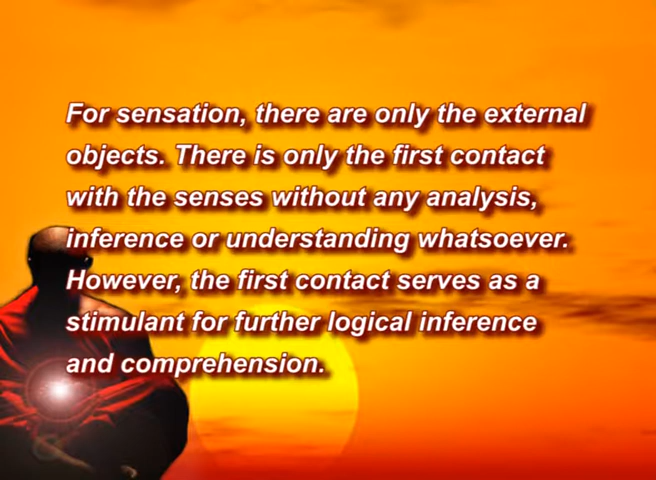 For sensation, there are only the external
objects. There is only the first contact
with the senses without any analysis,
inference or understanding whatsoever.
However, the first contact serves as a
stimulant for further logical inference
and comprehension.